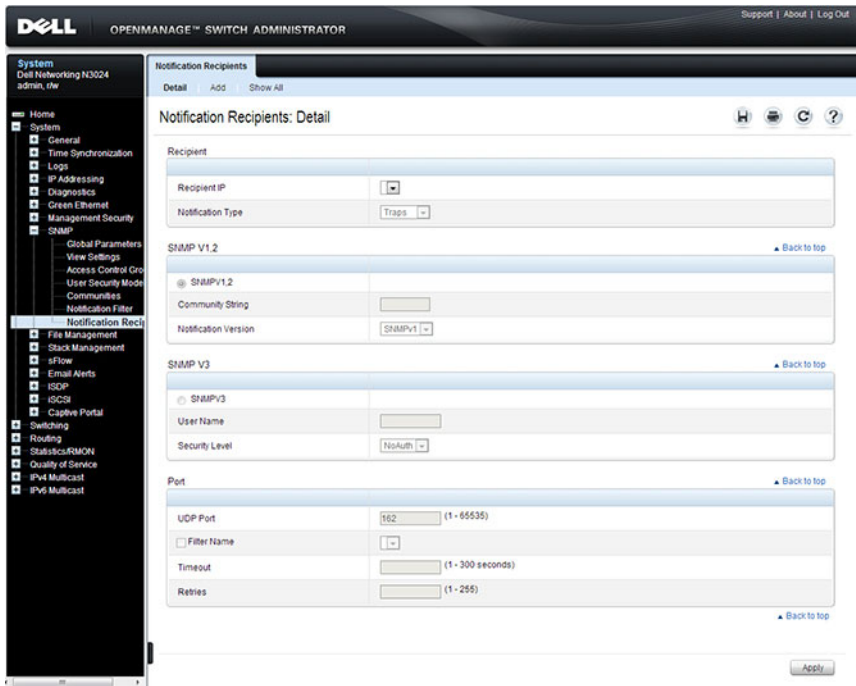 Support | About | Log Out
DELL OPENMANAGE™ SWITCH ADMINISTRATOR
System
Dell Networking N3024
admin, r/w
Home
System
General
Time Synchronization
Logs
IP Addressing
Diagnostics
Green Ethernet
Management Security
SNMP
Global Parameters
View Settings
Access Control Gro
User Security Mode
Communities
Notification Filter
Notification Recip
File Management
Stack Management
sFlow
Email Alerts
ISDP
iSCSI
Captive Portal
Switching
Routing
Statistics/RMON
Quality of Service
IPv4 Multicast
IPv6 Multicast
Notification Recipients
Detail Add Show All
Notification Recipients: Detail
Recipient
Recipient IP
Notification Type Traps
SNMP V1,2 Back to top
SNMPV1,2
Community String
Notification Version SNMPv1
SNMP V3 Back to top
SNMPV3
User Name
Security Level NoAuth
Port Back to top
UDP Port 162 (1 - 65535)
Filter Name
Timeout (1 - 300 seconds)
Retries (1 - 255)
Back to top
Apply